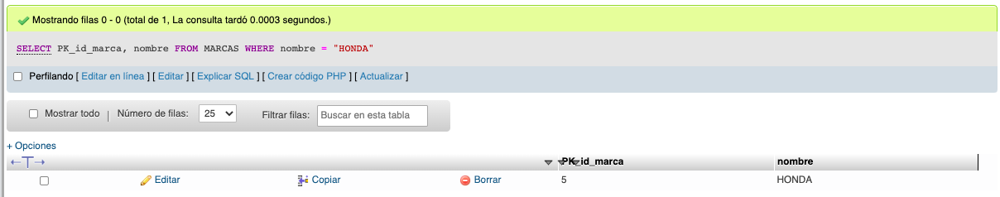 Mostrando filas 0 - 0 (total de 1, La consulta tardó 0.0003 segundos.)
SELECT PK_id_marca, nombre FROM MARCAS WHERE nombre = "HONDA"
Perfilando [ Editar en línea ] [ Editar ] [ Explicar SQL ] [ Crear código PHP ] [ Actualizar ]
Mostrar todo | Número de filas: 25 Filtrar filas: Buscar en esta tabla
+ Opciones
←T→ PK_id_marca nombre
Editar Copiar Borrar 5 HONDA